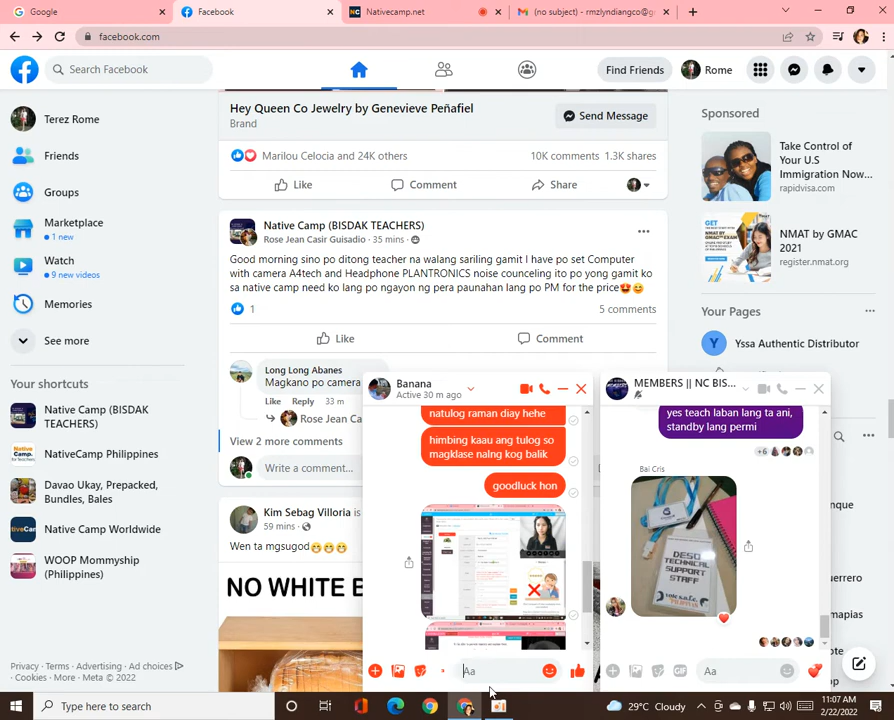 Google
Facebook
Nativecamp.net
(no subject) - rmzlyndiangco@g
facebook.com
Search Facebook
Find Friends
Rome
Terez Rome
Friends
Groups
Marketplace
1 new
Watch
9 new videos
Memories
See more
Your shortcuts
Native Camp (BISDAK
TEACHERS)
NativeCamp PHILIPPINES
Davao Ukay, Prepacked,
Bundles, Bales
Native Camp Worldwide
WOOP Mommyship
(Philippines)
Privacy · Terms · Advertising · Ad choices
· Cookies · More · Meta © 2022
Hey Queen Co Jewelry by Genevieve Peñafiel
Brand
Send Message
Marilou Celocia and 24K others
10K comments 1.3K shares
Like
Comment
Share
Native Camp (BISDAK TEACHERS)
Rose Jean Casir Guisadio · 35 mins ·
Good morning sino po ditong teacher na walang sariling gamit I have po set Computer
with camera A4tech and Headphone PLANTRONICS noise counceling ito po yong gamit ko
sa native camp need ko lang po ngayon ng pera paunahan lang po PM for the price🤩😊
1
5 comments
Like
Comment
Long Long Abanes
Magkano po camera
Like Reply 33 m
Rose Jean Ca
View 2 more comments
Write a comment...
Kim Sebag Villoria
59 mins ·
Wen ta mgsugod😁😁😁
NO WHITE B
Banana
Active 30 m ago
natulog raman diay hehe
himbing kaau ang tulog so
magklase nalng kog balik
goodluck hon
Aa
MEMBERS || NC BIS...
yes teach laban lang ta ani,
standby lang permi
+6
Bai Cris
DESO
TECHNICAL
SUPPORT
STAFF
Aa
Sponsored
Take Control of
Your U.S
Immigration Now...
rapidvisa.com
NMAT by GMAC
2021
register.nmat.org
Your Pages
Yssa Authentic Distributor
nque
uerrero
amapias
Type here to search
29°C Cloudy
11:07 AM
2/22/2022